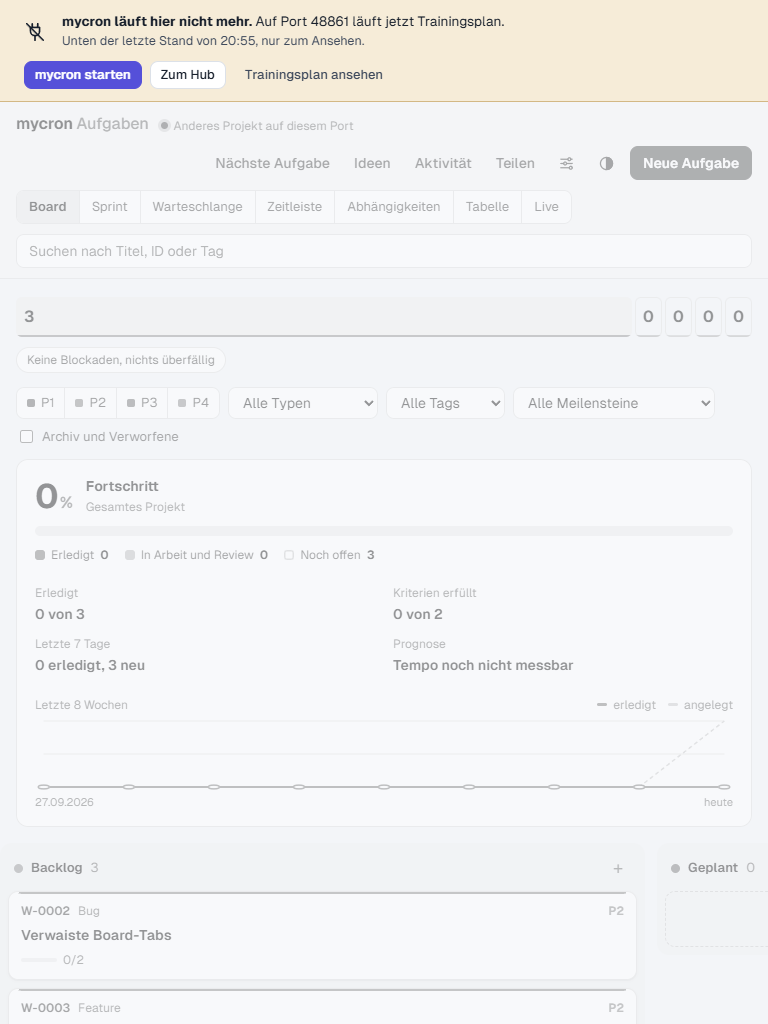 mycron läuft hier nicht mehr. Auf Port 48861 läuft jetzt Trainingsplan.
Unten der letzte Stand von 20:55, nur zum Ansehen.
mycron starten Zum Hub Trainingsplan ansehen
mycron Aufgaben Anderes Projekt auf diesem Port
Nächste Aufgabe Ideen Aktivität Teilen Neue Aufgabe
Board Sprint Warteschlange Zeitleiste Abhängigkeiten Tabelle Live
Suchen nach Titel, ID oder Tag
3 0 0 0 0
Keine Blockaden, nichts überfällig
P1 P2 P3 P4 Alle Typen Alle Tags Alle Meilensteine
Archiv und Verworfene
0% Fortschritt
Gesamtes Projekt
Erledigt 0 In Arbeit und Review 0 Noch offen 3
Erledigt Kriterien erfüllt
0 von 3 0 von 2
Letzte 7 Tage Prognose
0 erledigt, 3 neu Tempo noch nicht messbar
Letzte 8 Wochen erledigt angelegt
27.09.2026 heute
Backlog 3 + Geplant 0
W-0002 Bug P2
Verwaiste Board-Tabs
0/2
W-0003 Feature P2